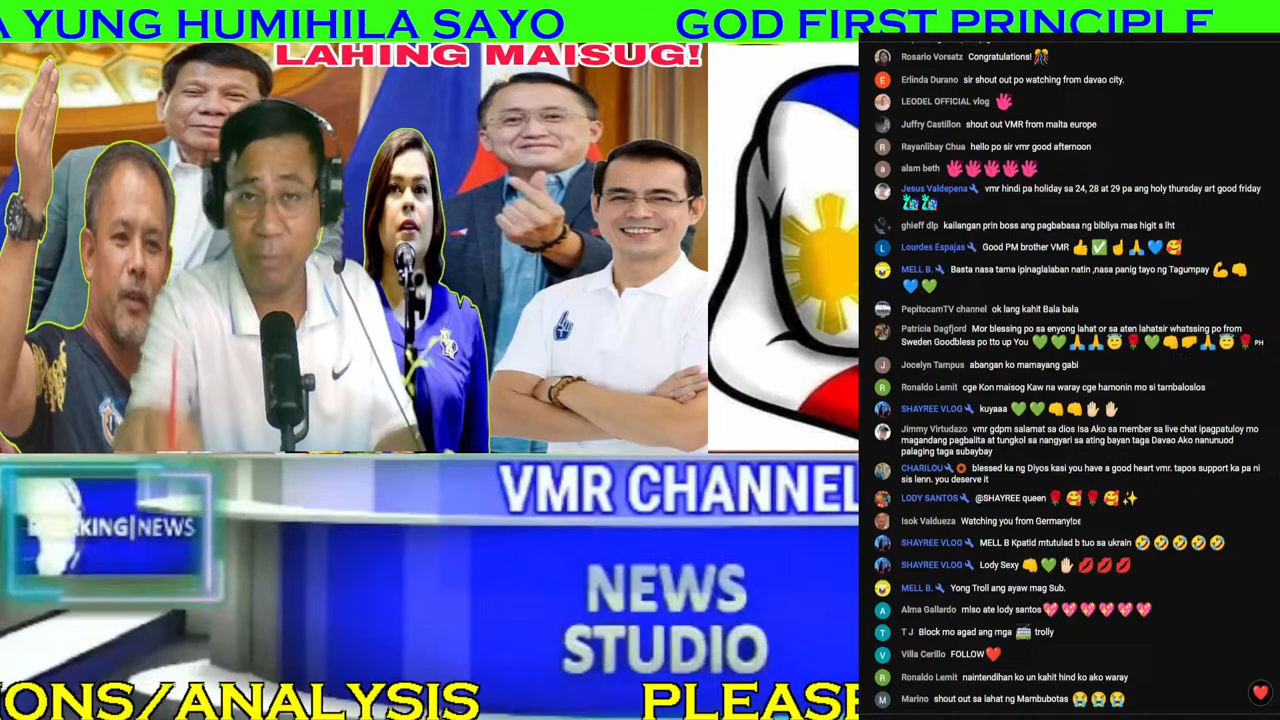 A YUNG HUMIHILA SAYO GOD FIRST PRINCIPLE
LAHING MAISUG!
VMR CHANNEL
KING|NEWS
NEWS
STUDIO
IONS/ANALYSIS PLEASE
Rosario Vorsatz Congratulations! 🎊
Erlinda Durano sir shout out po watching from davao city.
LEODEL OFFICIAL vlog
Juffry Castillon shout out VMR from malta europe
Rayanlibay Chua hello po sir vmr good afternoon
alam beth
Jesus Valdepena vmr hindi pa holiday sa 24, 28 at 29 pa ang holy thursday art good friday
ghieff dlp kailangan prin boss ang pagbabasa ng bibliya mas higit s lht
Lourdes Espajas Good PM brother VMR 👍 ✅ ☝ 🙏 💙 🥰
MELL B. Basta nasa tama ipinaglalaban natin ,nasa panig tayo ng Tagumpay 💪 👊
💙 💚
PepitocamTV channel ok lang kahit Bala bala
Patricia Dagfjord Mor blessing po sa enyong lahat or sa aten lahatsir whatssing po from
Sweden Goodbless po tto up You 💚 💚 🙏 🙏 😇 🌹 💚 👊 🤛 🙏 😇 🌹 PH
Jocelyn Tampus abangan ko mamayang gabi
Ronaldo Lemit cge Kon maisog Kaw na waray cge hamonin mo si tambaloslos
SHAYREE VLOG kuyaaa 💚 💚 👊 👊 ✋🏻 ✋🏻
Jimmy Virtudazo vmr gdpm salamat sa dios Isa Ako sa member sa live chat ipagpatuloy mo
magandang pagbalita at tungkol sa nangyari sa ating bayan taga Davao Ako nanunuod
palaging taga subaybay
CHARILOU blessed ka ng Diyos kasi you have a good heart vmr. tapos support ka pa ni
sis lenn. you deserve it
LODY SANTOS @SHAYREE queen 🌹 🥰 🌹 🥰 ✨
Isok Valdueza Watching you from Germany!DE
SHAYREE VLOG MELL B Kpatid mtutulad b tuo sa ukrain 🤣 🤣 🤣 🤣 🤣
SHAYREE VLOG Lody Sexy 👊 💚 ✋🏻 💋 💋 💋
MELL B. Yong Troll ang ayaw mag Sub.
Alma Gallardo mIso ate lody santos 💖 💖 💖 💖 💖 💖
T J Block mo agad ang mga 🚎 trolly
Villa Cerillo FOLLOW ❤
Ronaldo Lemit naintendihan ko un kahit hind ko ako waray
Marino shout out sa lahat ng Mambubotas 😭 😭 😭